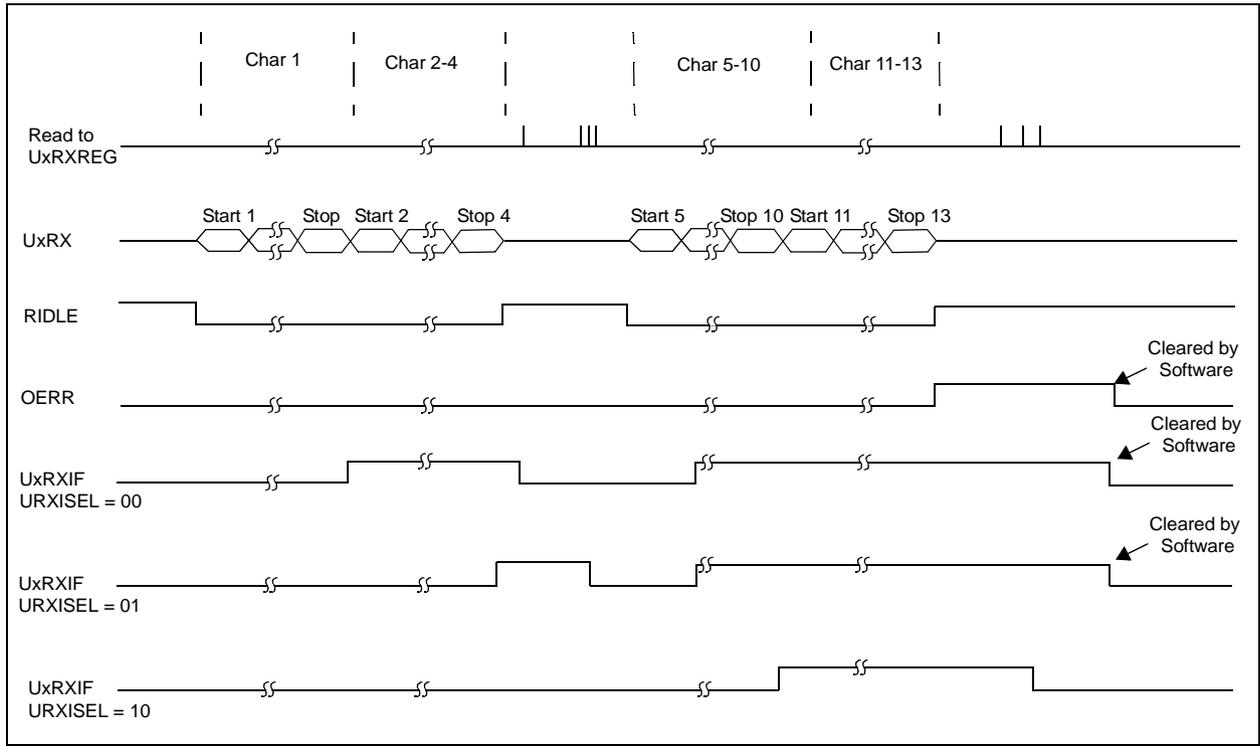 Char 1
Char 2-4
Char 5-10
Char 11-13
Read to
UxRXREG
Start 1
Stop
Start 2
Stop 4
Start 5
Stop 10
Start 11
Stop 13
UxRX
RIDLE
Cleared by
Software
OERR
Cleared by
Software
UxRXIF
URXISEL = 00
Cleared by
Software
UxRXIF
URXISEL = 01
UxRXIF
URXISEL = 10